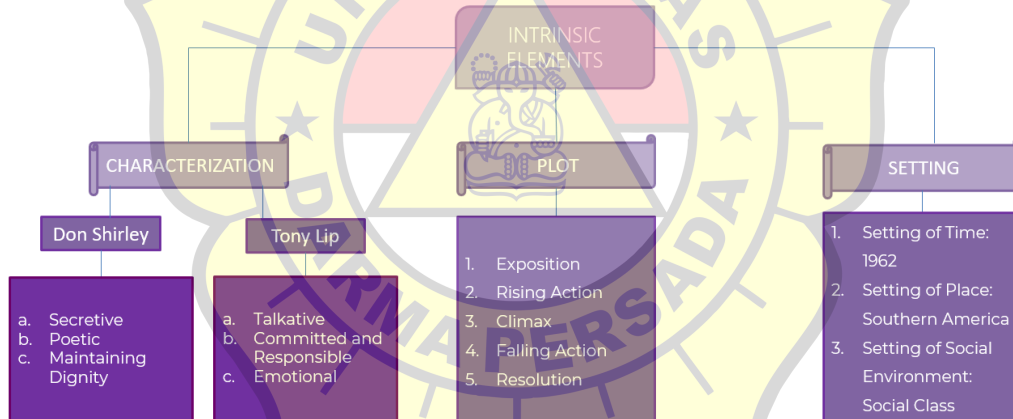 INTRINSIC
ELEMENTS
CHARACTERIZATION
PLOT
SETTING
Don Shirley
Tony Lip
a. Secretive
b. Poetic
c. Maintaining
Dignity
a. Talkative
b. Committed and
Responsible
c. Emotional
1. Exposition
2. Rising Action
3. Climax
4. Falling Action
5. Resolution
1. Setting of Time:
1962
2. Setting of Place:
Southern America
3. Setting of Social
Environment:
Social Class
DARMA PERSADA